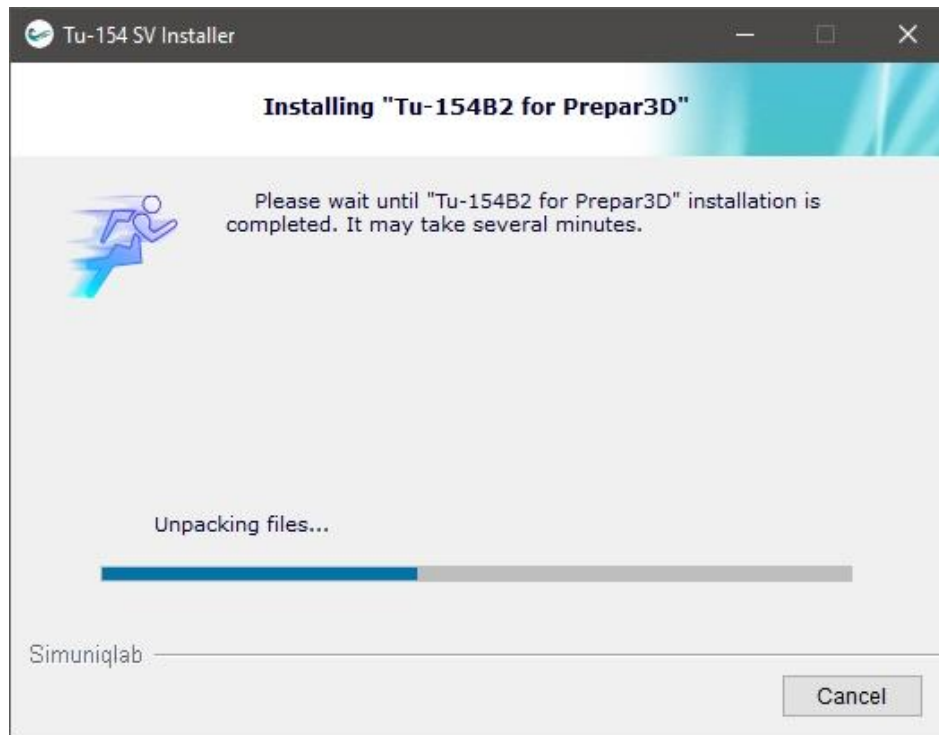 Tu-154 SV Installer
Installing "Tu-154B2 for Prepar3D"
Please wait until "Tu-154B2 for Prepar3D" installation is
completed. It may take several minutes.
Unpacking files...
Simuniqlab
Cancel